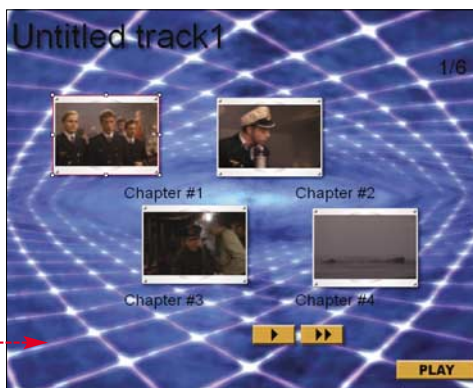 Untitled track1
1/6
Chapter #1
Chapter #2
Chapter #3
Chapter #4
PLAY